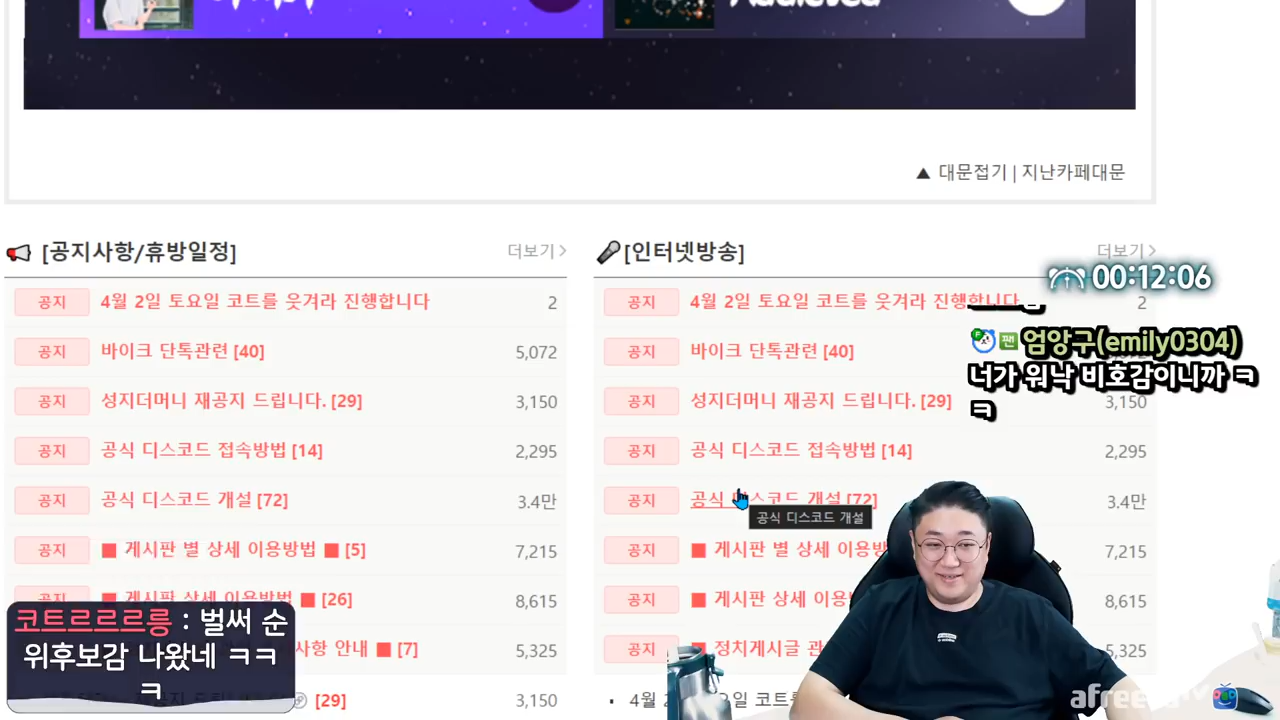 ▲ 대문접기 | 지난카페대문
[공지사항/휴방일정] 더보기 >
공지 4월 2일 토요일 코트를 웃겨라 진행합니다 2
공지 바이크 단톡관련 [40] 5,072
공지 성지더머니 재공지 드립니다. [29] 3,150
공지 공식 디스코드 접속방법 [14] 2,295
공지 공식 디스코드 개설 [72] 3.4만
공지 ■ 게시판 별 상세 이용방법 ■ [5] 7,215
공지 ■ [26] 8,615
사항 안내 ■ [7] 5,325
[29] 3,150
[인터넷방송] 더보기 >
공지 4월 2일 토요일 코트를 웃겨라 진행합니다 2
공지 바이크 단톡관련 [40]
공지 성지더머니 재공지 드립니다. [29] 3,150
공지 공식 디스코드 접속방법 [14] 2,295
공지 공식 디스코드 개설 [72] 3.4만
공식 디스코드 개설
공지 ■ 게시판 별 상세 이용방 7,215
공지 ■ 게시판 상세 이용 8,615
공지 ■ 정치게시글 관 5,325
00:12:06
팬 엄앙구(emily0304)
너가 워낙 비호감이니까 ㅋ
ㅋ
코트르르르릉 : 벌써 순
위후보감 나왔네 ㅋㅋ
ㅋ